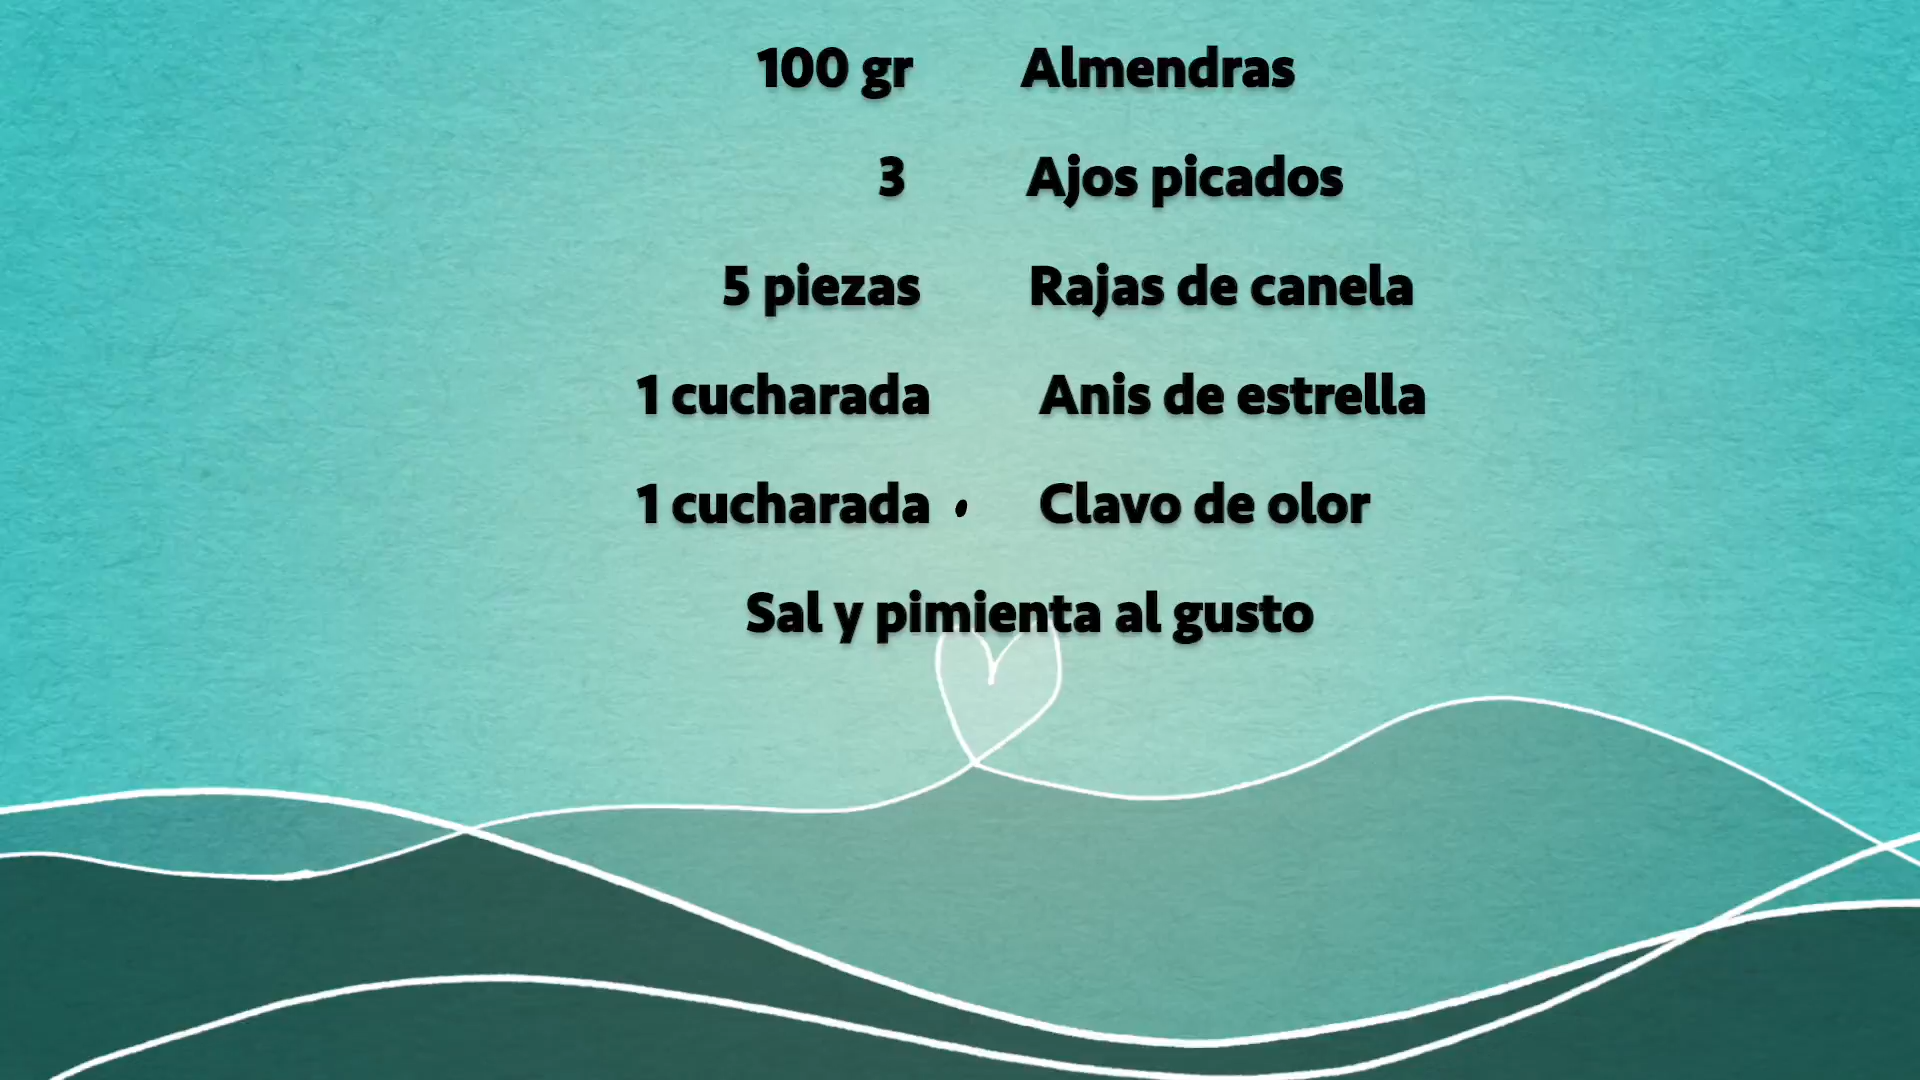 100 gr Almendras
3 Ajos picados
5 piezas Rajas de canela
1 cucharada Anis de estrella
1 cucharada Clavo de olor
Sal y pimienta al gusto